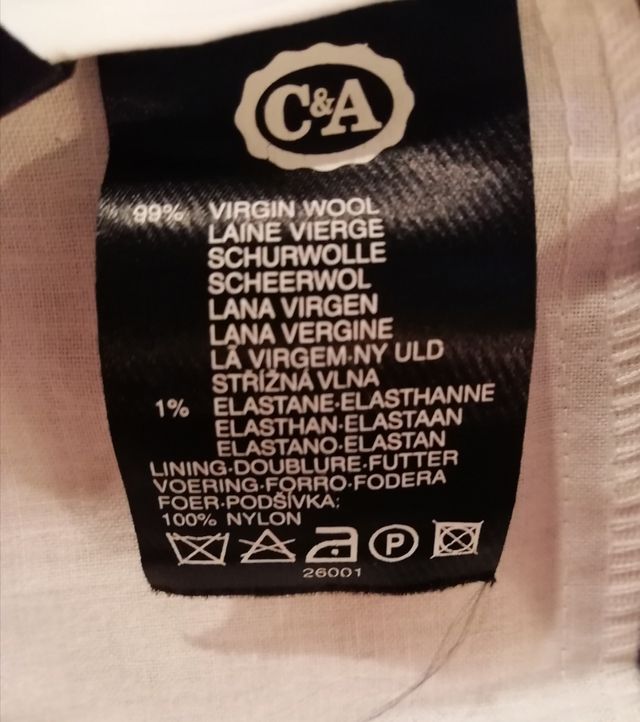 C&A
99% VIRGIN WOOL
LAINE VIERGE
SCHURWOLLE
SCHEERWOL
LANA VIRGEN
LANA VERGINE
LÃ VIRGEM·NY ULD
STŘÍŽNÁ VLNA
1% ELASTANE·ELASTHANNE
ELASTHAN·ELASTAAN
ELASTANO·ELASTAN
LINING·DOUBLURE·FUTTER
VOERING·FORRO·FODERA
FOER·PODŠÍVKA:
100% NYLON
P
26001